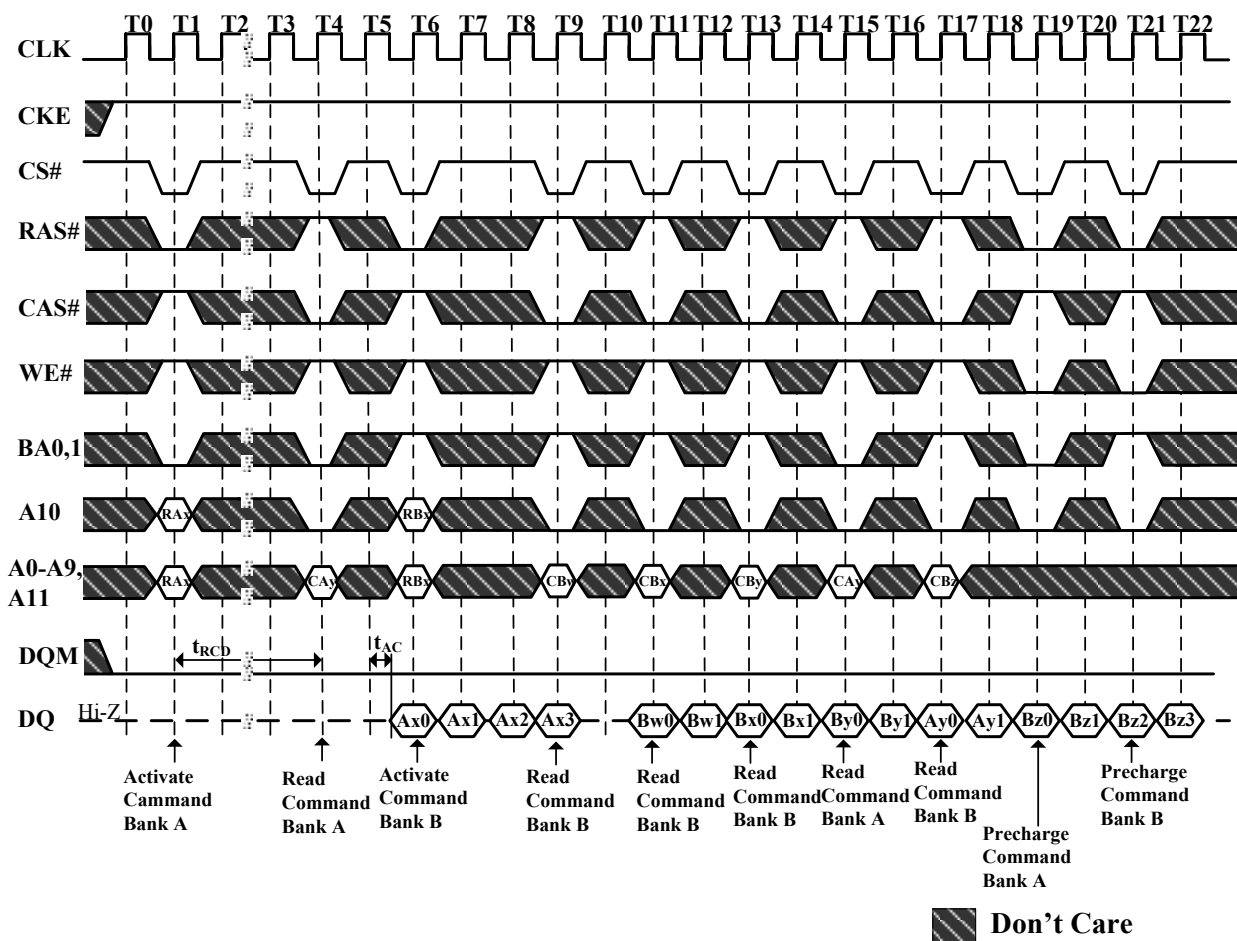 T0 T1 T2 T3 T4 T5 T6 T7 T8 T9 T10 T11 T12 T13 T14 T15 T16 T17 T18 T19 T20 T21 T22
CLK
CKE
CS#
RAS#
CAS#
WE#
BA0,1
A10 RAx RBx
A0-A9,
A11
RAx CAy RBx CBw CBx CBy CAy CBz
DQM
tRCD tAC
DQ Hi-Z Ax0 Ax1 Ax2 Ax3 Bw0 Bw1 Bx0 Bx1 By0 By1 Ay0 Ay1 Bz0 Bz1 Bz2 Bz3
Activate
Cammand
Bank A
Read
Command
Bank A
Activate
Command
Bank B
Read
Command
Bank B
Read
Command
Bank B
Read
Command
Bank B
Read
Command
Bank A
Read
Command
Bank B
Precharge
Command
Bank A
Precharge
Command
Bank B
Don't Care